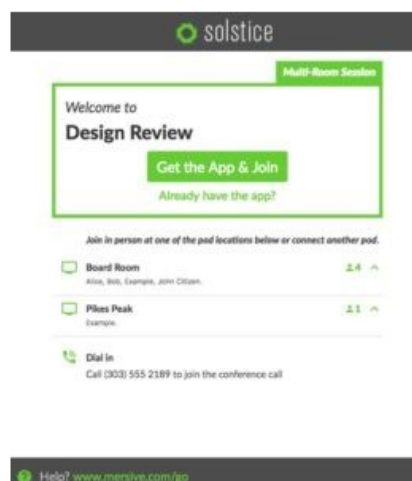 solstice
Multi-Room Session
Welcome to
Design Review
Get the App & Join
Already have the app?
Join in person at one of the pod locations below or connect another pod.
Board Room
4
Alice, Bob, Example, John Citizen.
Pikes Peak
1
Example.
Dial in
Call (303) 555 2189 to join the conference call
? Help? www.mersive.com/go